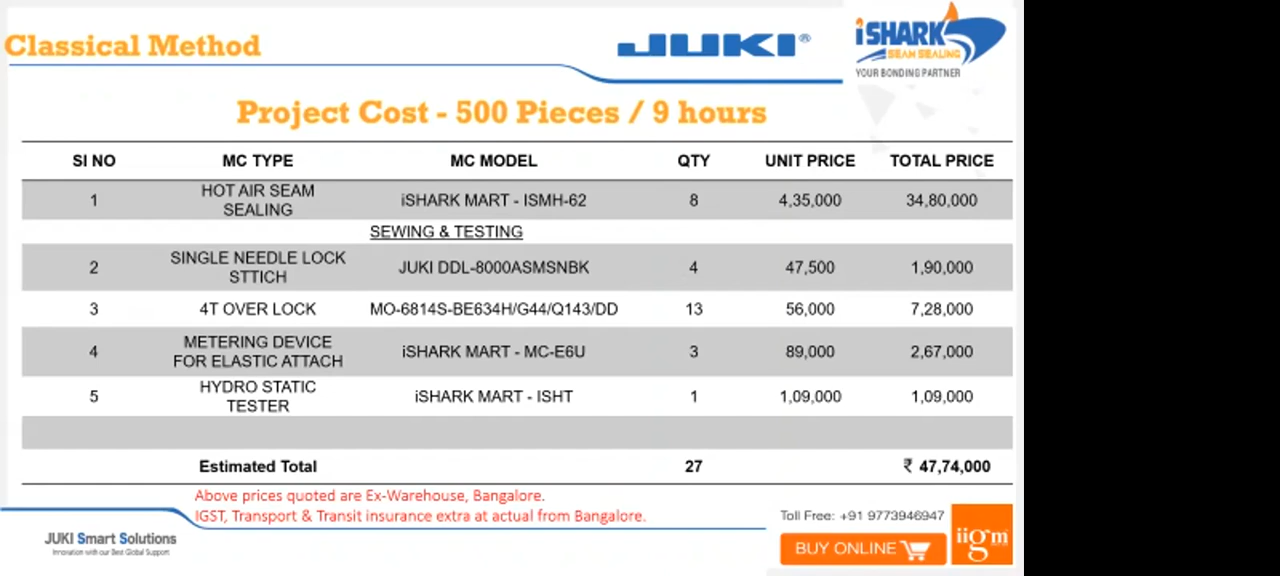 Classical Method
JUKI®
iSHARK
SEAM SEALING
YOUR BONDING PARTNER
Project Cost - 500 Pieces / 9 hours
SI NO MC TYPE MC MODEL QTY UNIT PRICE TOTAL PRICE
1 HOT AIR SEAM SEALING iSHARK MART - ISMH-62 8 4,35,000 34,80,000
SEWING & TESTING
2 SINGLE NEEDLE LOCK STTICH JUKI DDL-8000ASMSNBK 4 47,500 1,90,000
3 4T OVER LOCK MO-6814S-BE634H/G44/Q143/DD 13 56,000 7,28,000
4 METERING DEVICE FOR ELASTIC ATTACH iSHARK MART - MC-E6U 3 89,000 2,67,000
5 HYDRO STATIC TESTER iSHARK MART - ISHT 1 1,09,000 1,09,000
Estimated Total 27 ₹ 47,74,000
Above prices quoted are Ex-Warehouse, Bangalore.
IGST, Transport & Transit insurance extra at actual from Bangalore.
JUKI Smart Solutions
Innovation with our Best Global Support
Toll Free: +91 9773946947
BUY ONLINE
iigm